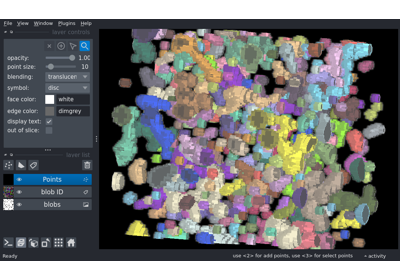 File View Window Plugins Help
layer controls
opacity: 1.00
point size: 10
blending: translucen
symbol: disc
face color: white
edge color: dimgrey
display text:
out of slice:
layer list
Points
blob ID
blobs
Ready
use <2> for add points, use <3> for select points
activity